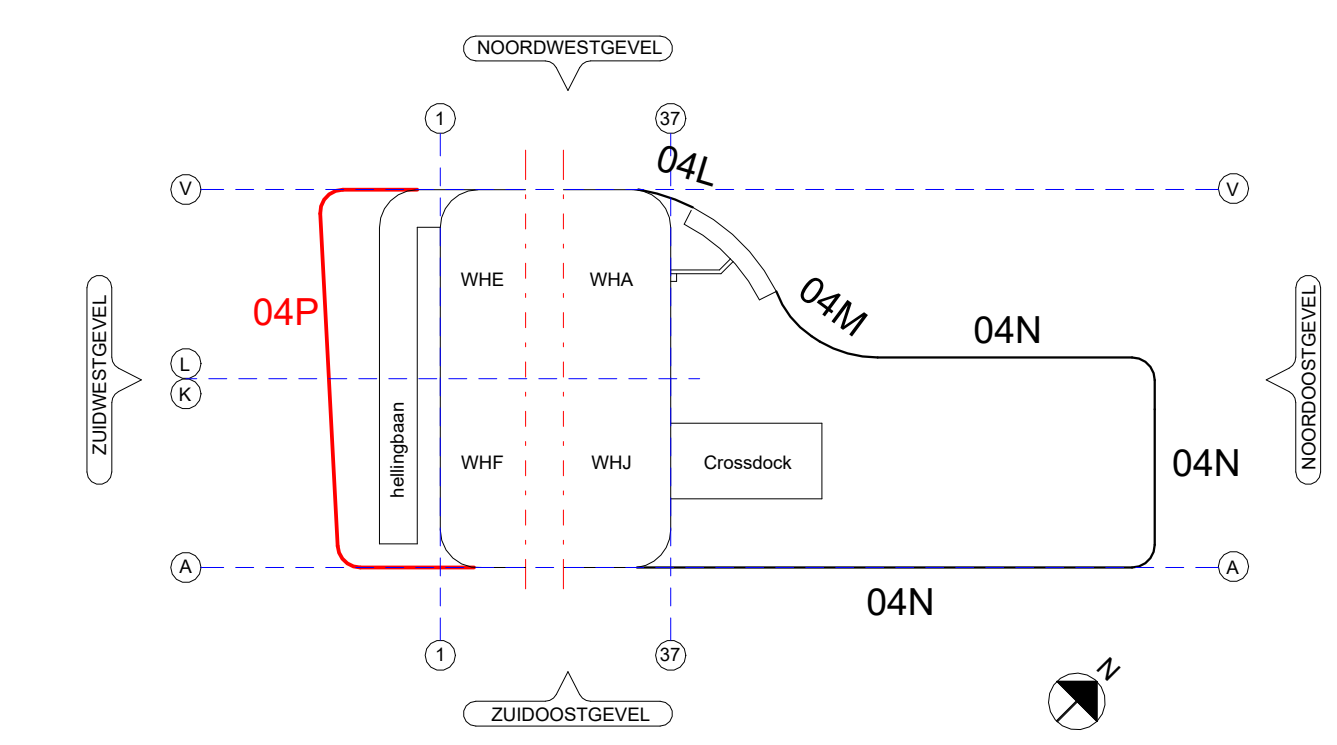 NOORDWESTGEVEL
1
37
04L
V
V
WHE
WHA
04P
04M
04N
ZUIDWESTGEVEL
NOORDOOSTGEVEL
L
K
hellingbaan
WHF
WHJ
Crossdock
04N
A
A
04N
1
37
N
ZUIDOOSTGEVEL